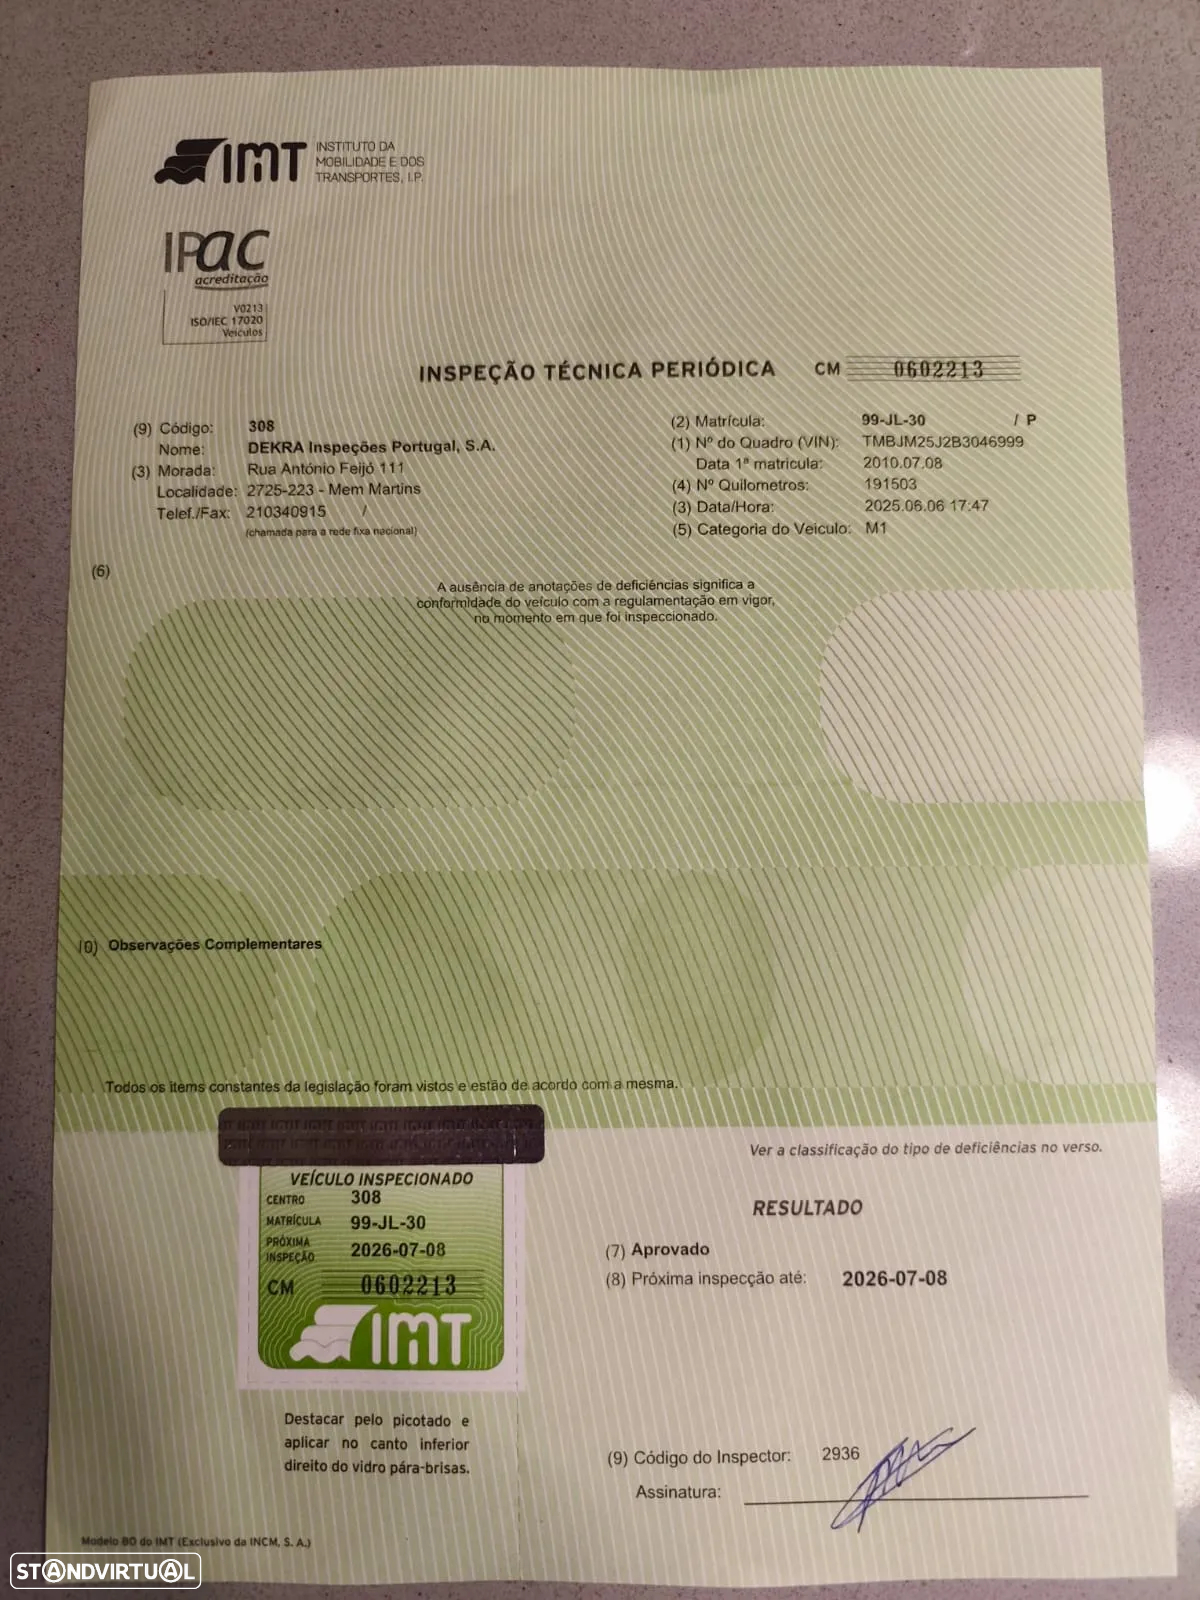 IMT INSTITUTO DA
MOBILIDADE E DOS
TRANSPORTES, I.P.
IPac
acreditação
V0213
ISO/IEC 17020
Veículos
INSPEÇÃO TÉCNICA PERIÓDICA CM 0602213
(9) Código: 308
Nome: DEKRA Inspeções Portugal, S.A.
(3) Morada: Rua António Feijó 111
Localidade: 2725-223 - Mem Martins
Telef./Fax: 210340915 /
(chamada para a rede fixa nacional)
(2) Matrícula: 99-JL-30 / P
(1) Nº do Quadro (VIN): TMBJM25J2B3046999
Data 1ª matricula: 2010.07.08
(4) Nº Quilometros: 191503
(3) Data/Hora: 2025.06.06 17:47
(5) Categoria do Veiculo: M1
(6)
A ausência de anotações de deficiências significa a
conformidade do veículo com a regulamentação em vigor,
no momento em que foi inspeccionado.
10) Observações Complementares
Todos os items constantes da legislação foram vistos e estão de acordo com a mesma.
VEÍCULO INSPECIONADO
CENTRO 308
MATRÍCULA 99-JL-30
PRÓXIMA
INSPEÇÃO 2026-07-08
CM 0602213
IMT
Destacar pelo picotado e
aplicar no canto inferior
direito do vidro pára-brisas.
Ver a classificação do tipo de deficiências no verso.
RESULTADO
(7) Aprovado
(8) Próxima inspecção até: 2026-07-08
(9) Código do Inspector: 2936
Assinatura:
Modelo 80 do IMT (Exclusivo da INCM, S. A.)
STANDVIRTUAL